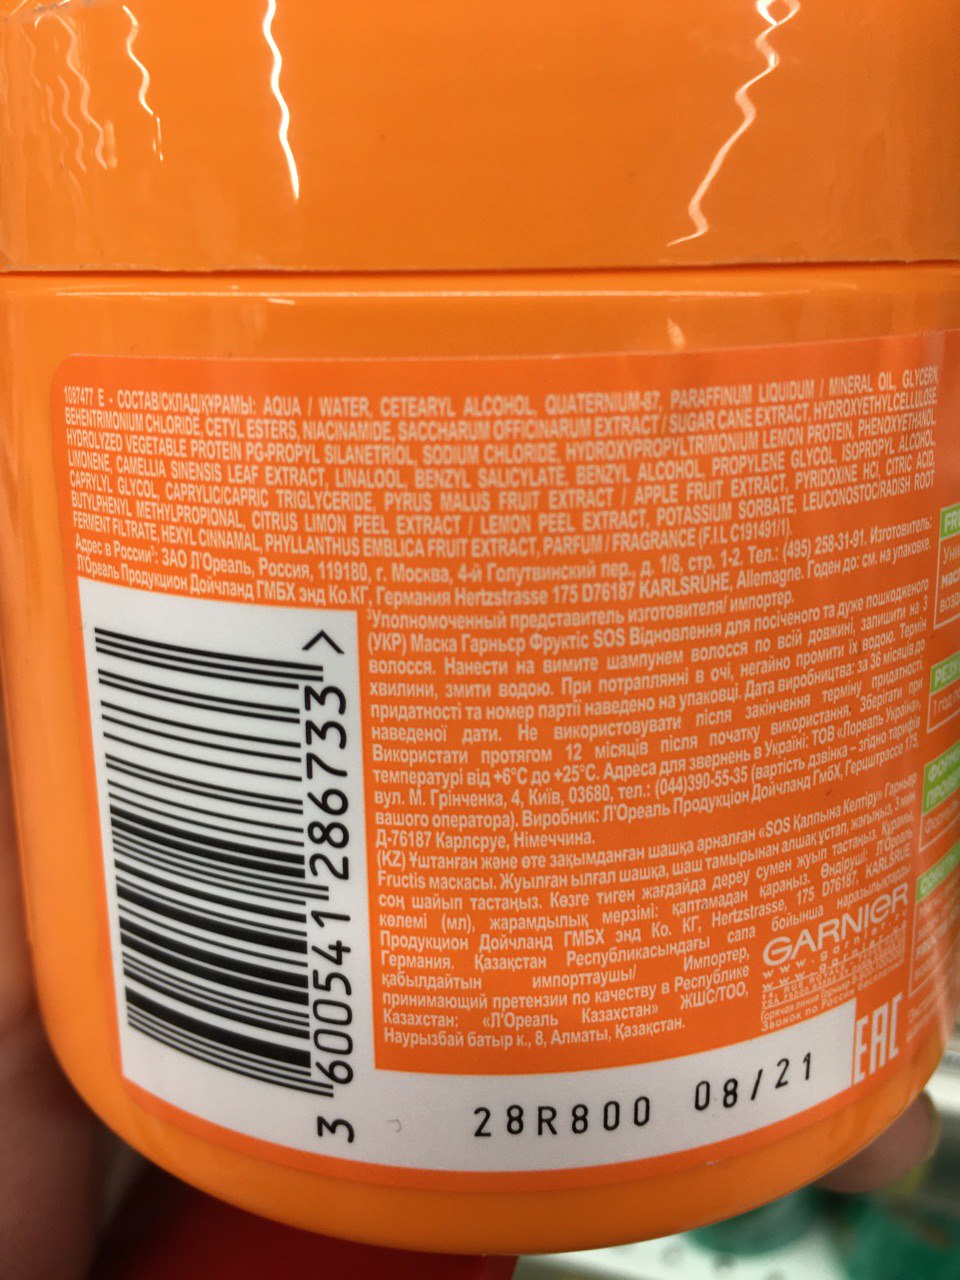 1087477 E - СОСТАВ/СКЛАД/ҚҰРАМЫ: AQUA / WATER, CETEARYL ALCOHOL, QUATERNIUM-87, PARAFFINUM LIQUIDUM / MINERAL OIL, GLYCERIN,
BEHENTRIMONIUM CHLORIDE, CETYL ESTERS, NIACINAMIDE, SACCHARUM OFFICINARUM EXTRACT / SUGAR CANE EXTRACT, HYDROXYETHYLCELLULOSE,
HYDROLYZED VEGETABLE PROTEIN PG-PROPYL SILANETRIOL, SODIUM CHLORIDE, HYDROXYPROPYLTRIMONIUM LEMON PROTEIN, PHENOXYETHANOL,
LIMONENE, CAMELLIA SINENSIS LEAF EXTRACT, LINALOOL, BENZYL SALICYLATE, BENZYL ALCOHOL, PROPYLENE GLYCOL, ISOPROPYL ALCOHOL,
CAPRYLYL GLYCOL, CAPRYLIC/CAPRIC TRIGLYCERIDE, PYRUS MALUS FRUIT EXTRACT / APPLE FRUIT EXTRACT, PYRIDOXINE HCl, CITRIC ACID,
BUTYLPHENYL METHYLPROPIONAL, CITRUS LIMON PEEL EXTRACT / LEMON PEEL EXTRACT, POTASSIUM SORBATE, LEUCONOSTOC/RADISH ROOT
FERMENT FILTRATE, HEXYL CINNAMAL, PHYLLANTHUS EMBLICA FRUIT EXTRACT, PARFUM / FRAGRANCE (F.I.L C191491/1).
Адрес в России¹: ЗАО Л'Ореаль, Россия, 119180, г. Москва, 4-й Голутвинский пер., д. 1/8, стр. 1-2. Тел.: (495) 258-31-91. Изготовитель:
Л'Ореаль Продукцион Дойчланд ГМБХ энд Ко.КГ, Германия Hertzstrasse 175 D76187 KARLSRUHE, Allemagne. Годен до: см. на упаковке.
¹Уполномоченный представитель изготовителя/ импортер.
(УКР) Маска Гарньєр Фруктіс SOS Відновлення для посіченого та дуже пошкодженого
волосся. Нанести на вимите шампунем волосся по всій довжині, залишити на 3
хвилини, змити водою. При потраплянні в очі, негайно промити їх водою. Термін
придатності та номер партії наведено на упаковці. Дата виробництва: за 36 місяців до
наведеної дати. Не використовувати після закінчення терміну придатності.
Використати протягом 12 місяців після початку використання. Зберігати при
температурі від +6°C до +25°C. Адреса для звернень в Україні: ТОВ «Лореаль Україна»,
вул. М. Грінченка, 4, Київ, 03680, тел.: (044)390-55-35 (вартість дзвінка – згідно тарифів
вашого оператора). Виробник: Л'Ореаль Продукціон Дойчланд Гмбх, Герцштрассе 175,
Д-76187 Карлсруе, Німеччина.
(KZ) Ұштанған және өте зақымданған шашқа арналған «SOS Қалпына Келтіру» Гарньер
Fructis маскасы. Жуылған ылғал шашқа, шаш тамырынан алшақ ұстап, жағыңыз, 3 мин
соң шайып тастаңыз. Көзге тиген жағдайда дереу сумен жуып тастаңыз. Құрамы,
көлемі (мл), жарамдылық мерзімі: қаптамадан қараңыз. Өндіруші: Л'Ореаль
Продукцион Дойчланд ГМБХ энд Ко. КГ, Hertzstrasse, 175 D76187, KARLSRUE
Германия. Қазақстан Республикасындағы сапа бойынша наразылықтарды
қабылдайтын импорттаушы/ Импортер,
принимающий претензии по качеству в Республике
Казахстан: «Л'Ореаль Казахстан» ЖШС/ТОО,
Наурызбай батыр к., 8, Алматы, Қазақстан.
GARNIER
Горячая линия
Звонок по России
EAC
3 600541 286733 >
28R800 08/21